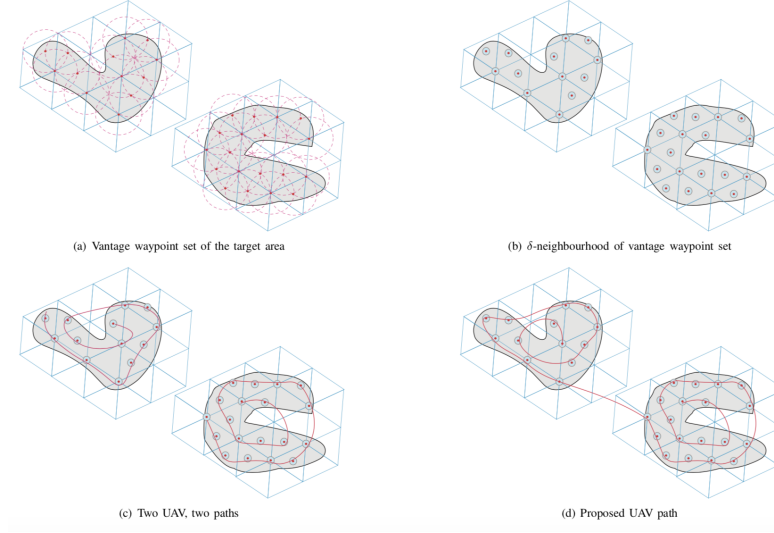 (a) Vantage waypoint set of the target area
(b) δ-neighbourhood of vantage waypoint set
(c) Two UAV, two paths
(d) Proposed UAV path